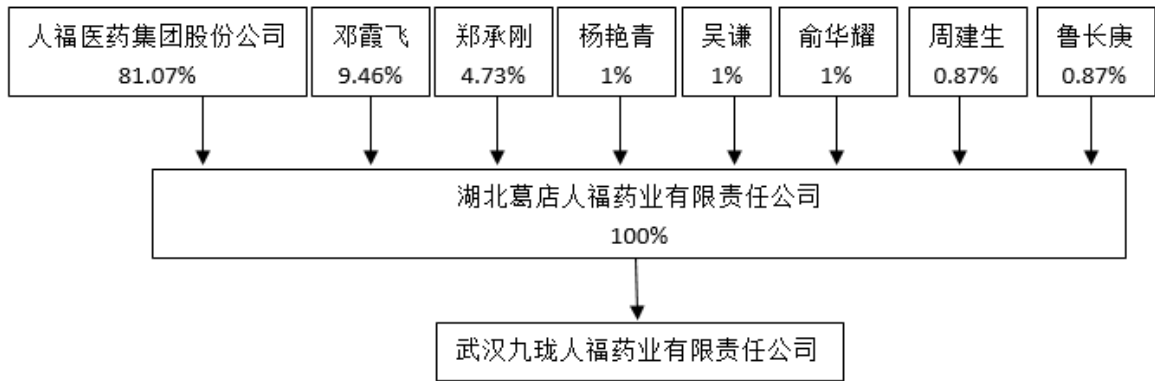 人福医药集团股份公司
81.07%
邓霞飞
9.46%
郑承刚
4.73%
杨艳青
1%
吴谦
1%
俞华耀
1%
周建生
0.87%
鲁长庚
0.87%
湖北葛店人福药业有限责任公司
100%
武汉九珑人福药业有限责任公司